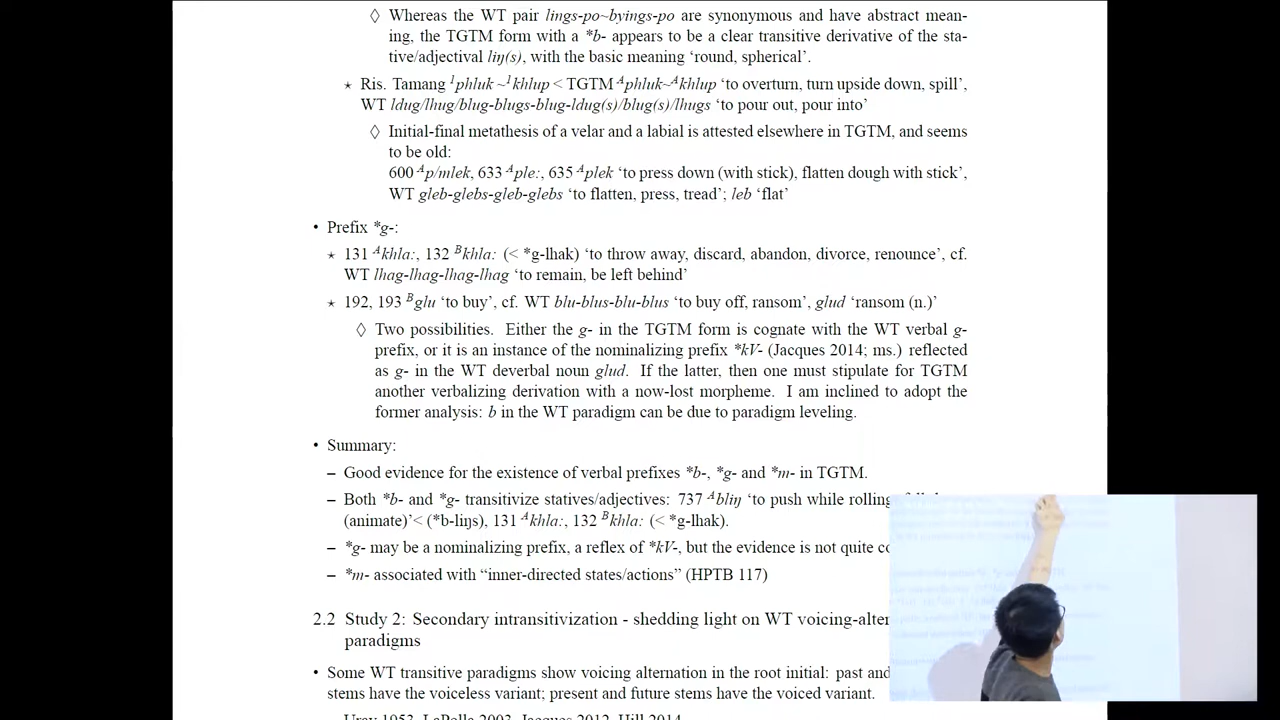 ◊ Whereas the WT pair lings-po~byings-po are synonymous and have abstract mean-
ing, the TGTM form with a *b- appears to be a clear transitive derivative of the sta-
tive/adjectival liŋ(s), with the basic meaning ‘round, spherical’.
⋆ Ris. Tamang ¹phluk ~¹khlup < TGTM ᴬphluk~ᴬkhlup ‘to overturn, turn upside down, spill’,
WT ldug/lhug/blug-blugs-blug-ldug(s)/blug(s)/lhugs ‘to pour out, pour into’
◊ Initial-final metathesis of a velar and a labial is attested elsewhere in TGTM, and seems
to be old:
600 ᴬp/mlek, 633 ᴬple:, 635 ᴬplek ‘to press down (with stick), flatten dough with stick’,
WT gleb-glebs-gleb-glebs ‘to flatten, press, tread’; leb ‘flat’
• Prefix *g-:
⋆ 131 ᴬkhla:, 132 ᴮkhla: (< *g-lhak) ‘to throw away, discard, abandon, divorce, renounce’, cf.
WT lhag-lhag-lhag-lhag ‘to remain, be left behind’
⋆ 192, 193 ᴮglu ‘to buy’, cf. WT blu-blus-blu-blus ‘to buy off, ransom’, glud ‘ransom (n.)’
◊ Two possibilities. Either the g- in the TGTM form is cognate with the WT verbal g-
prefix, or it is an instance of the nominalizing prefix *kV- (Jacques 2014; ms.) reflected
as g- in the WT deverbal noun glud. If the latter, then one must stipulate for TGTM
another verbalizing derivation with a now-lost morpheme. I am inclined to adopt the
former analysis: b in the WT paradigm can be due to paradigm leveling.
• Summary:
– Good evidence for the existence of verbal prefixes *b-, *g- and *m- in TGTM.
– Both *b- and *g- transitivize statives/adjectives: 737 ᴬbliŋ ‘to push while rolling,
(animate)’< (*b-liŋs), 131 ᴬkhla:, 132 ᴮkhla: (< *g-lhak).
– *g- may be a nominalizing prefix, a reflex of *kV-, but the evidence is not quite co
– *m- associated with “inner-directed states/actions” (HPTB 117)
2.2 Study 2: Secondary intransitivization - shedding light on WT voicing-alter
paradigms
• Some WT transitive paradigms show voicing alternation in the root initial: past and
stems have the voiceless variant; present and future stems have the voiced variant.
Uray 1953, LaPolla 2003, Jacques 2012, Hill 2014